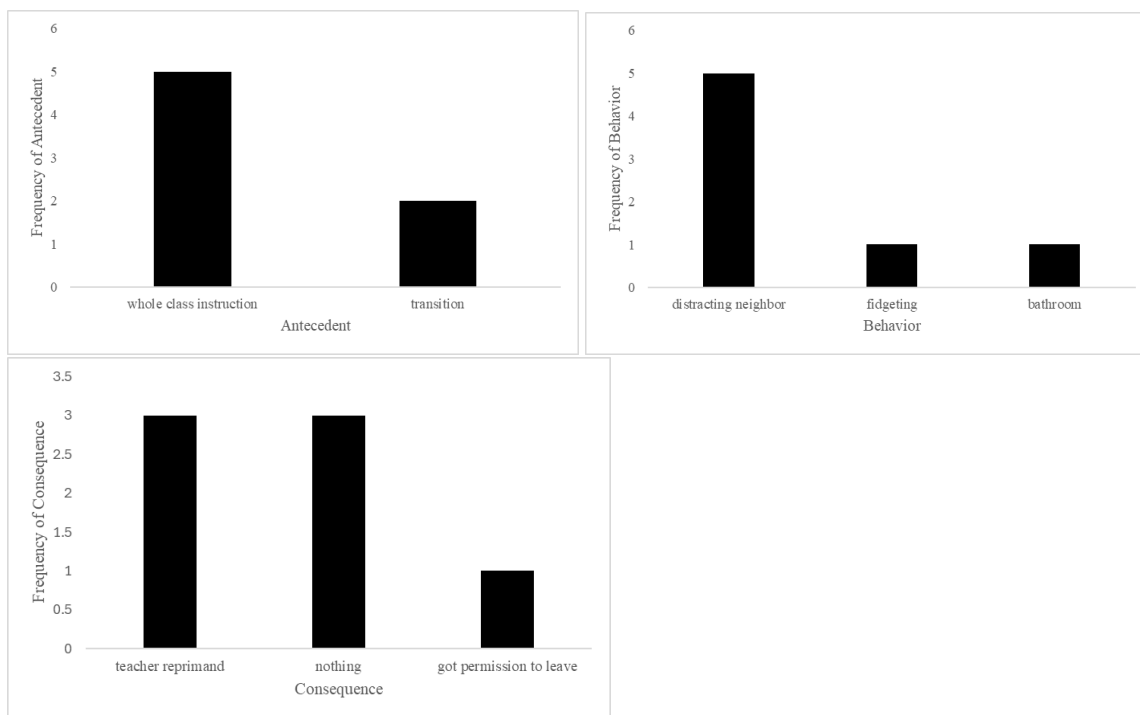 Frequency of Antecedent
6
5
4
3
2
1
0
whole class instruction transition
Antecedent
Frequency of Behavior
6
5
4
3
2
1
0
distracting neighbor fidgeting bathroom
Behavior
Frequency of Consequence
3.5
3
2.5
2
1.5
1
0.5
0
teacher reprimand nothing got permission to leave
Consequence